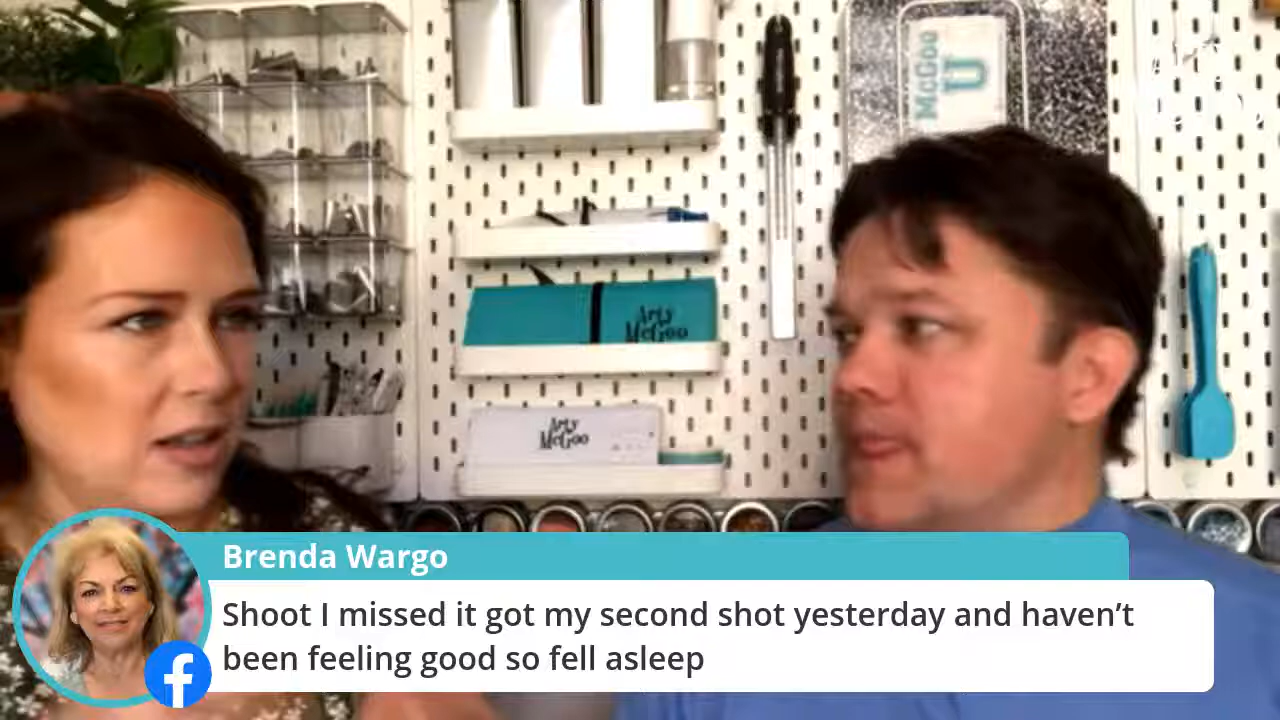 McGoo
U
Arty
McGoo
Arty
McGoo
Brenda Wargo
Shoot I missed it got my second shot yesterday and haven’t
been feeling good so fell asleep